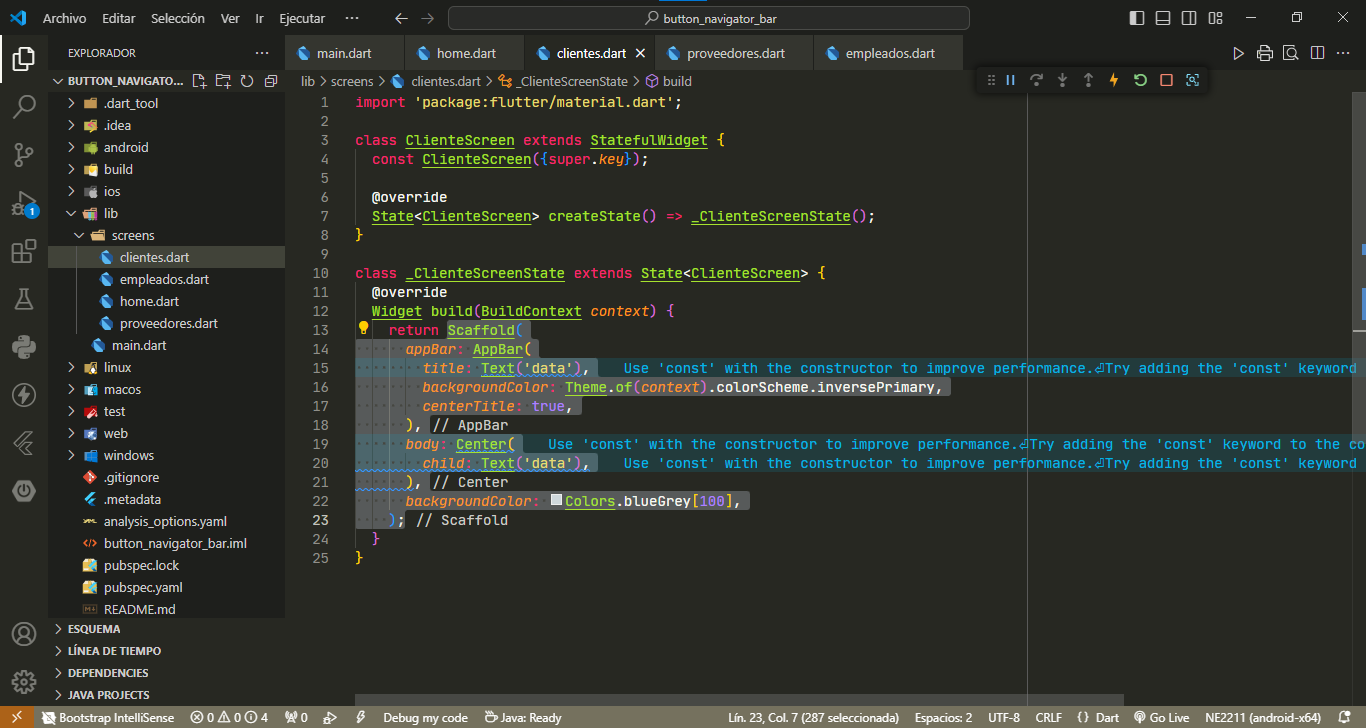 Archivo Editar Selección Ver Ir Ejecutar ··· button_navigator_bar
EXPLORADOR ···
main.dart home.dart clientes.dart proveedores.dart empleados.dart
BUTTON_NAVIGATO...
lib > screens > clientes.dart > _ClienteScreenState > build
.dart_tool
.idea
android
build
ios
lib
screens
clientes.dart
empleados.dart
home.dart
proveedores.dart
main.dart
linux
macos
test
web
windows
.gitignore
.metadata
analysis_options.yaml
button_navigator_bar.iml
pubspec.lock
pubspec.yaml
README.md
ESQUEMA
LÍNEA DE TIEMPO
DEPENDENCIES
JAVA PROJECTS
1
1 import 'package:flutter/material.dart';
2
3 class ClienteScreen extends StatefulWidget {
4 const ClienteScreen({super.key});
5
6 @override
7 State<ClienteScreen> createState() => _ClienteScreenState();
8 }
9
10 class _ClienteScreenState extends State<ClienteScreen> {
11 @override
12 Widget build(BuildContext context) {
13 return Scaffold(
14 appBar: AppBar(
15 title: Text('data'), Use 'const' with the constructor to improve performance.⏎Try adding the 'const' keyword
16 backgroundColor: Theme.of(context).colorScheme.inversePrimary,
17 centerTitle: true,
18 ), // AppBar
19 body: Center( Use 'const' with the constructor to improve performance.⏎Try adding the 'const' keyword to the co
20 child: Text('data'), Use 'const' with the constructor to improve performance.⏎Try adding the 'const' keyword
21 ), // Center
22 backgroundColor: Colors.blueGrey[100],
23 ); // Scaffold
24 }
25 }
Bootstrap IntelliSense 0 0 4 0 Debug my code Java: Ready Lín. 23, Col. 7 (287 seleccionada) Espacios: 2 UTF-8 CRLF {} Dart Go Live NE2211 (android-x64)